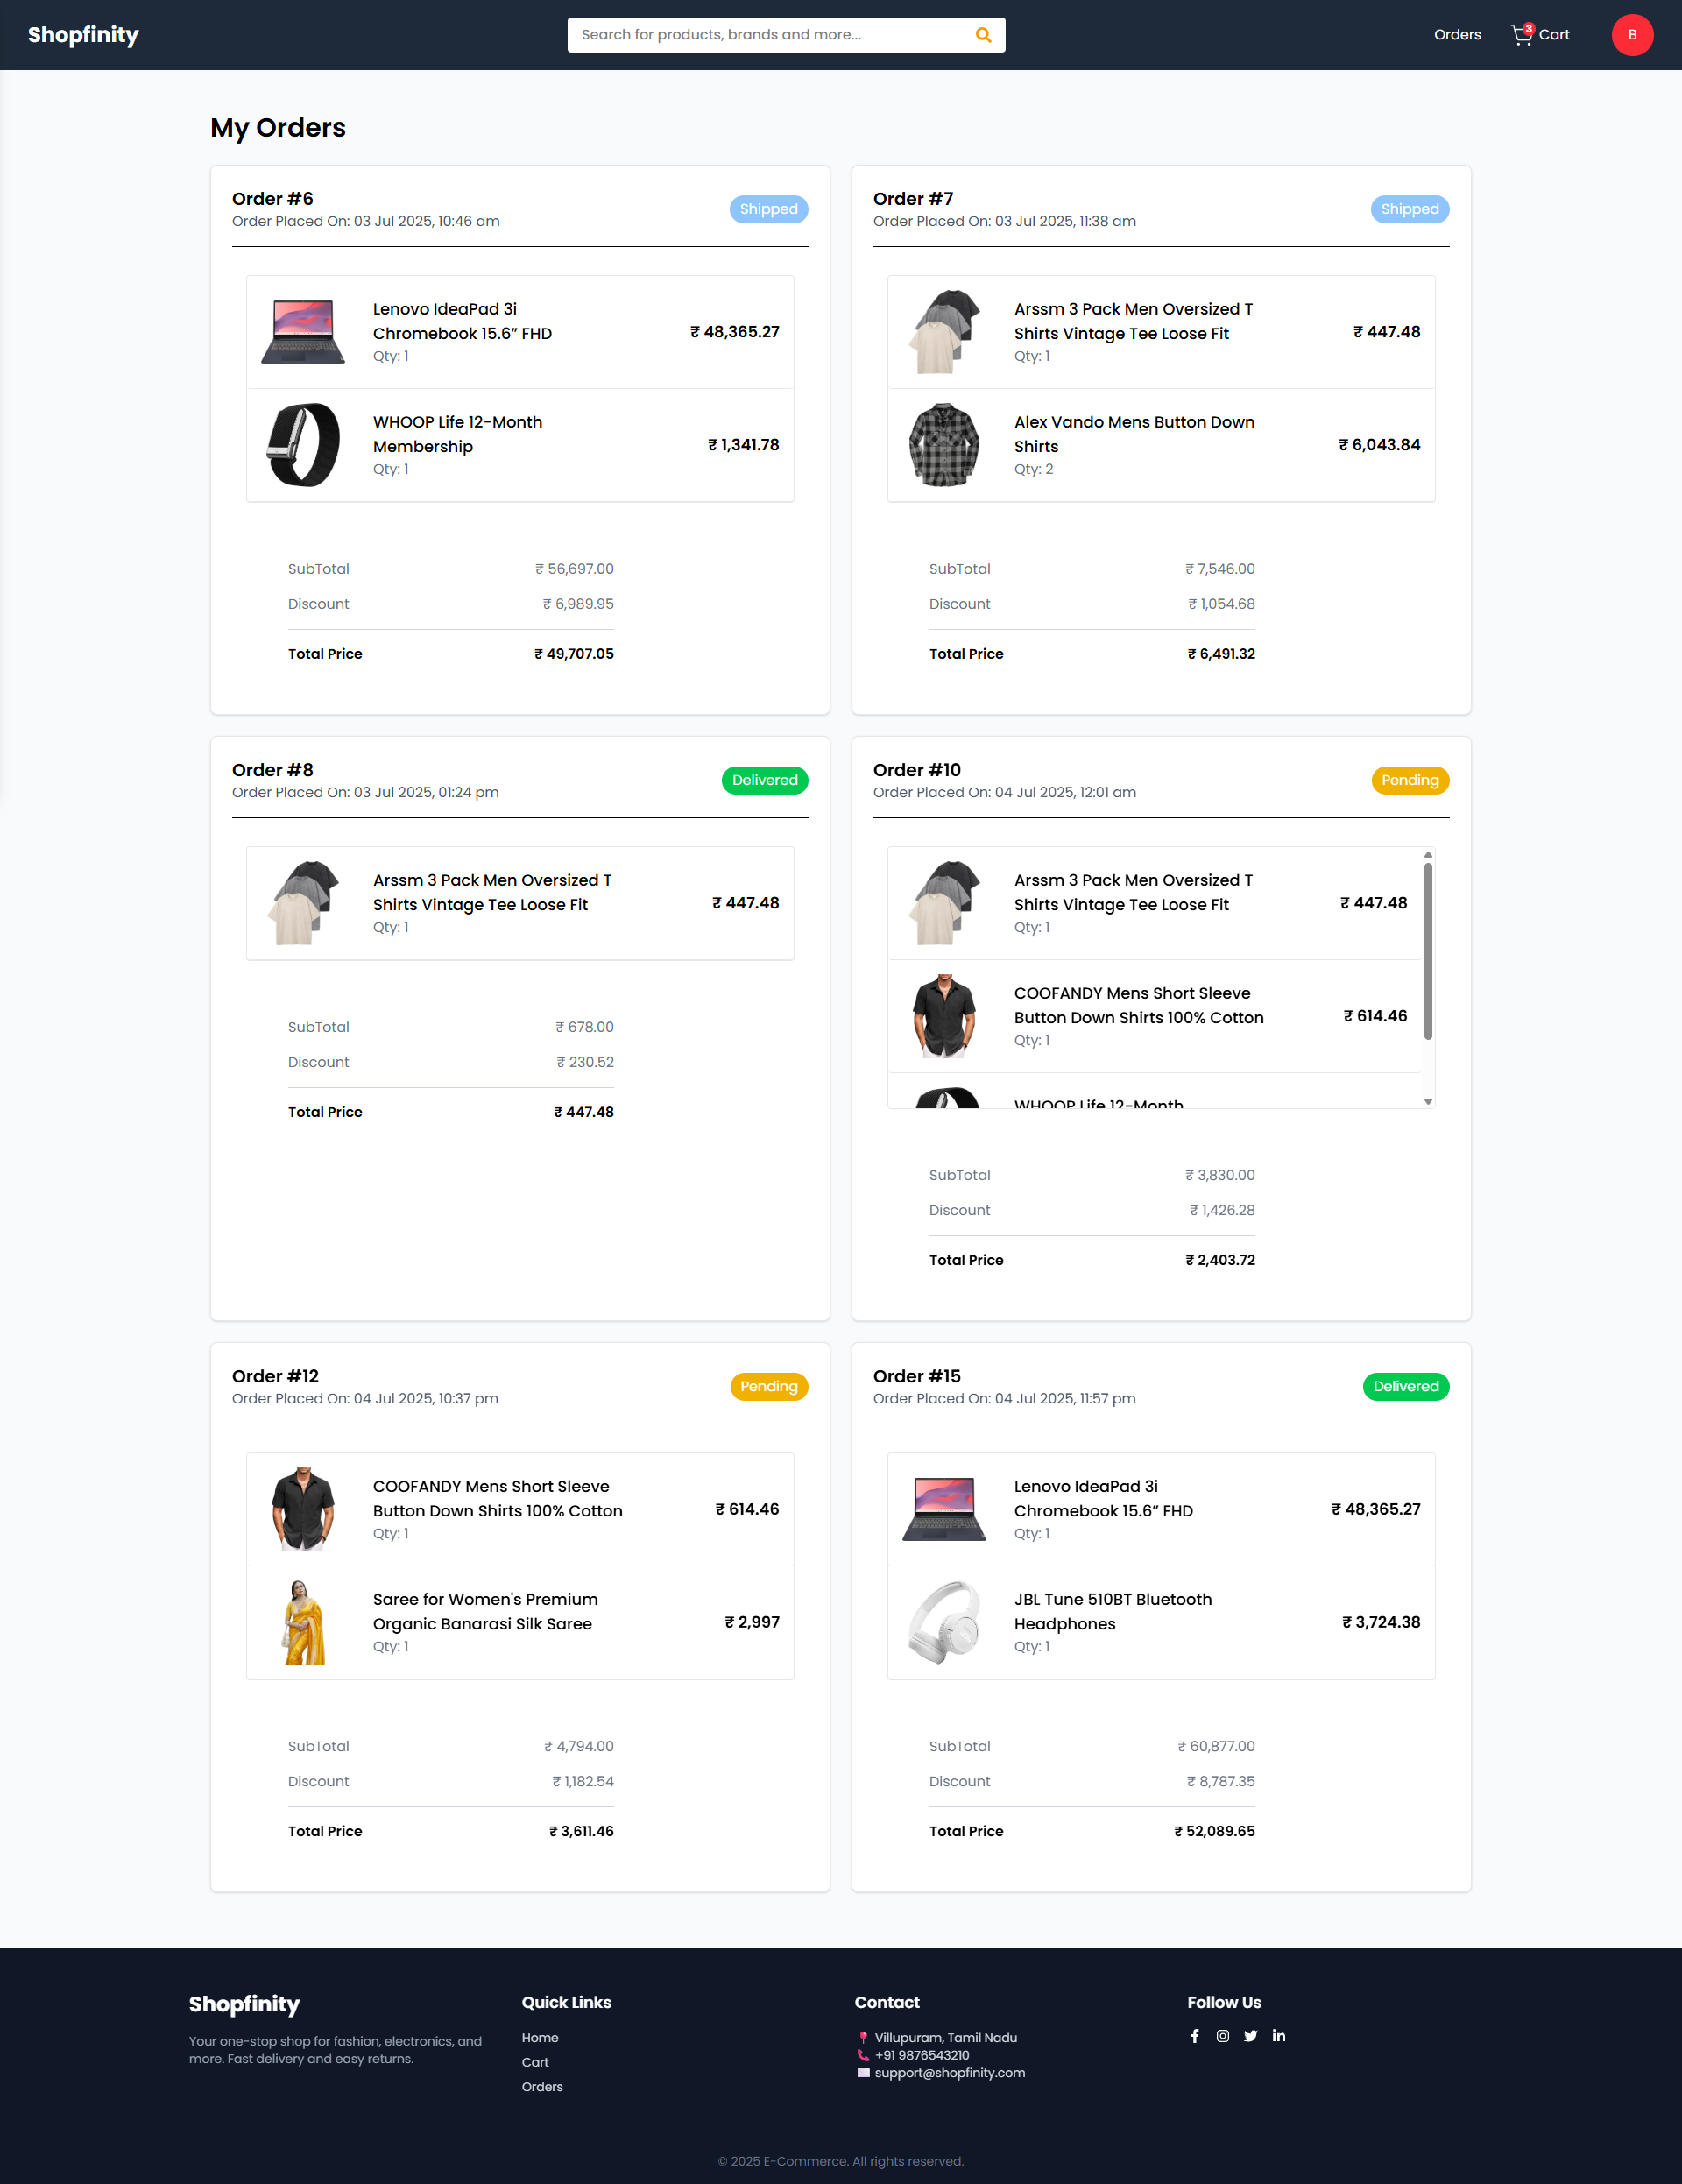 Shopfinity
Search for products, brands and more...
Orders
3
Cart
B
My Orders
Order #6
Order Placed On: 03 Jul 2025, 10:46 am
Shipped
Lenovo IdeaPad 3i
Chromebook 15.6” FHD
Qty: 1
₹ 48,365.27
WHOOP Life 12-Month
Membership
Qty: 1
₹ 1,341.78
SubTotal ₹ 56,697.00
Discount ₹ 6,989.95
Total Price ₹ 49,707.05
Order #7
Order Placed On: 03 Jul 2025, 11:38 am
Shipped
Arssm 3 Pack Men Oversized T
Shirts Vintage Tee Loose Fit
Qty: 1
₹ 447.48
Alex Vando Mens Button Down
Shirts
Qty: 2
₹ 6,043.84
SubTotal ₹ 7,546.00
Discount ₹ 1,054.68
Total Price ₹ 6,491.32
Order #8
Order Placed On: 03 Jul 2025, 01:24 pm
Delivered
Arssm 3 Pack Men Oversized T
Shirts Vintage Tee Loose Fit
Qty: 1
₹ 447.48
SubTotal ₹ 678.00
Discount ₹ 230.52
Total Price ₹ 447.48
Order #10
Order Placed On: 04 Jul 2025, 12:01 am
Pending
Arssm 3 Pack Men Oversized T
Shirts Vintage Tee Loose Fit
Qty: 1
₹ 447.48
COOFANDY Mens Short Sleeve
Button Down Shirts 100% Cotton
Qty: 1
₹ 614.46
WHOOP Life 12-Month
SubTotal ₹ 3,830.00
Discount ₹ 1,426.28
Total Price ₹ 2,403.72
Order #12
Order Placed On: 04 Jul 2025, 10:37 pm
Pending
COOFANDY Mens Short Sleeve
Button Down Shirts 100% Cotton
Qty: 1
₹ 614.46
Saree for Women's Premium
Organic Banarasi Silk Saree
Qty: 1
₹ 2,997
SubTotal ₹ 4,794.00
Discount ₹ 1,182.54
Total Price ₹ 3,611.46
Order #15
Order Placed On: 04 Jul 2025, 11:57 pm
Delivered
Lenovo IdeaPad 3i
Chromebook 15.6” FHD
Qty: 1
₹ 48,365.27
JBL Tune 510BT Bluetooth
Headphones
Qty: 1
₹ 3,724.38
SubTotal ₹ 60,877.00
Discount ₹ 8,787.35
Total Price ₹ 52,089.65
Shopfinity
Your one-stop shop for fashion, electronics, and
more. Fast delivery and easy returns.
Quick Links
Home
Cart
Orders
Contact
Villupuram, Tamil Nadu
+91 9876543210
support@shopfinity.com
Follow Us
© 2025 E-Commerce. All rights reserved.